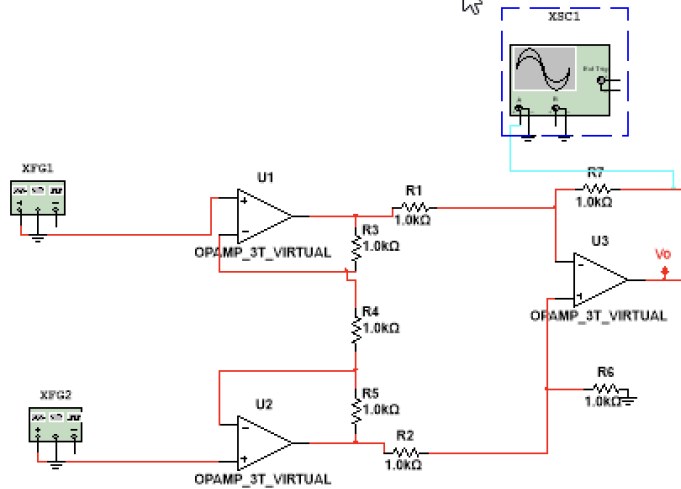 XSC1
Ext Trig
A
B
XFG1
U1
R1
1.0kΩ
R7
1.0kΩ
R3
1.0kΩ
OPAMP_3T_VIRTUAL
U3
Vo
R4
1.0kΩ
OPAMP_3T_VIRTUAL
XFG2
U2
R5
1.0kΩ
R6
1.0kΩ
R2
1.0kΩ
OPAMP_3T_VIRTUAL